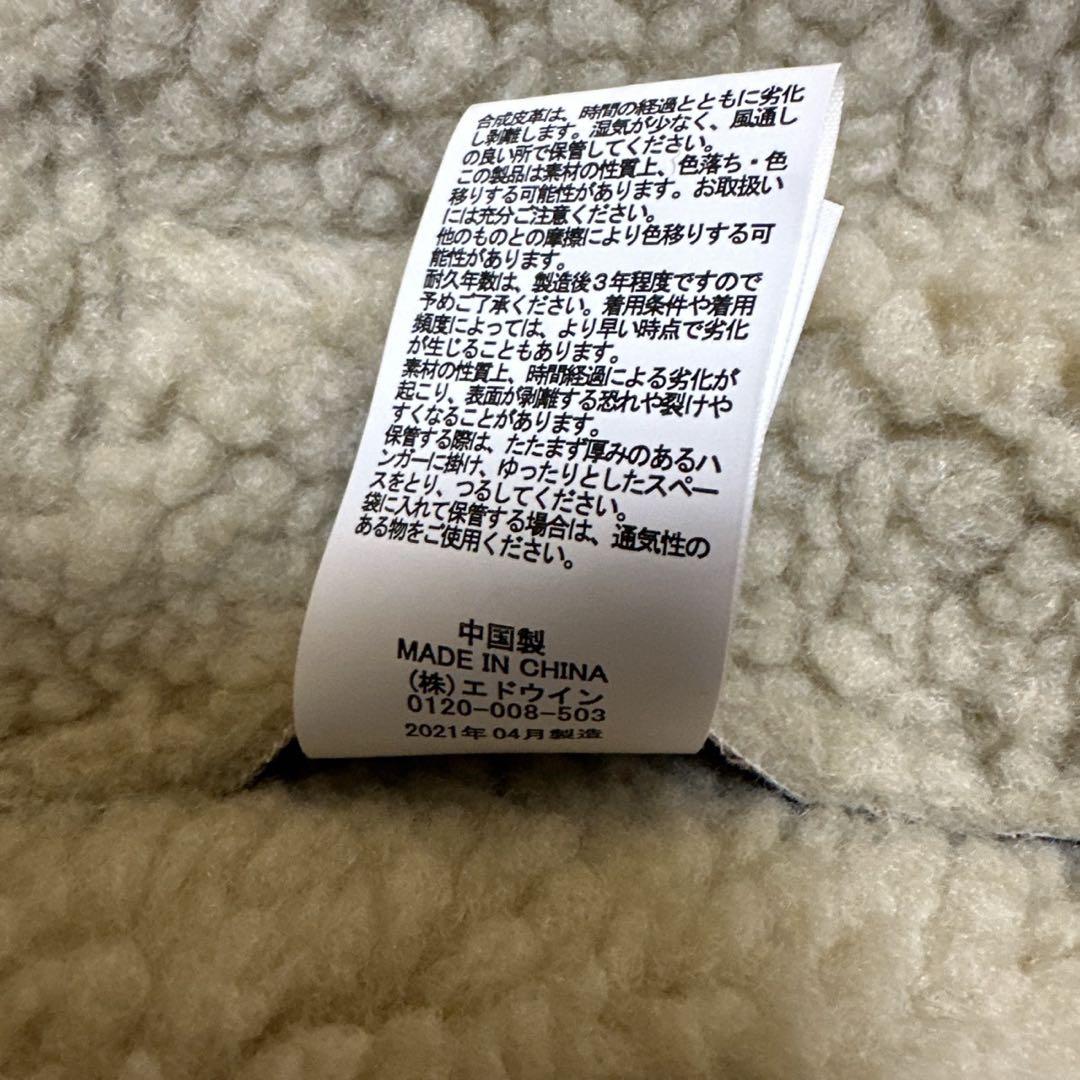 合成皮革は、時間の経過とともに劣化
し剥離します。湿気が少なく、風通し
の良い所で保管してください。
この製品は素材の性質上、色落ち・色
移りする可能性があります。お取扱い
には充分ご注意ください。
他のものとの摩擦により色移りする可
能性があります。
耐久年数は、製造後3年程度ですので
予めご了承ください。着用条件や着用
頻度によっては、より早い時点で劣化
が生じることもあります。
素材の性質上、時間経過による劣化が
起こり、表面が剥離する恐れや裂けや
すくなることがあります。
保管する際は、たたまず厚みのあるハ
ンガーに掛け、ゆったりとしたスペー
スをとり、つるしてください。
袋に入れて保管する場合は、通気性の
ある物をご使用ください。
中国製
MADE IN CHINA
(株)エドウイン
0120-008-503
2021年 04月製造